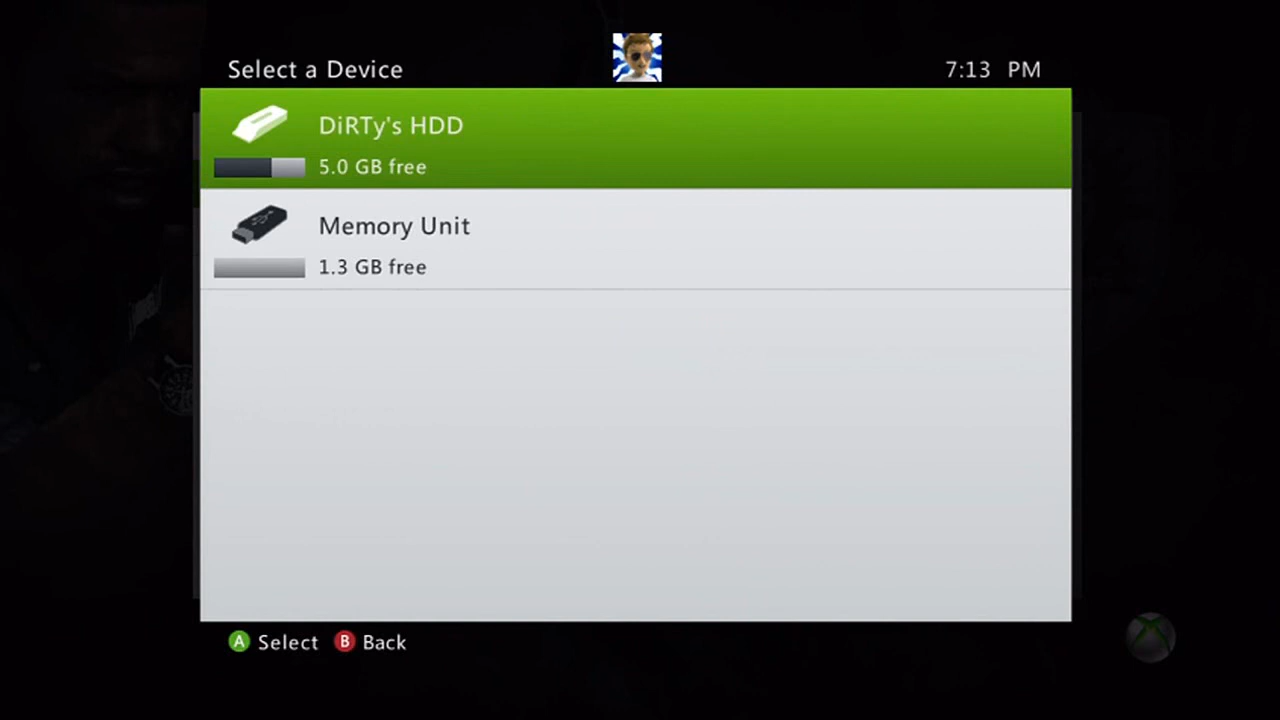 Select a Device
7:13 PM
DiRTy's HDD
5.0 GB free
Memory Unit
1.3 GB free
A Select B Back